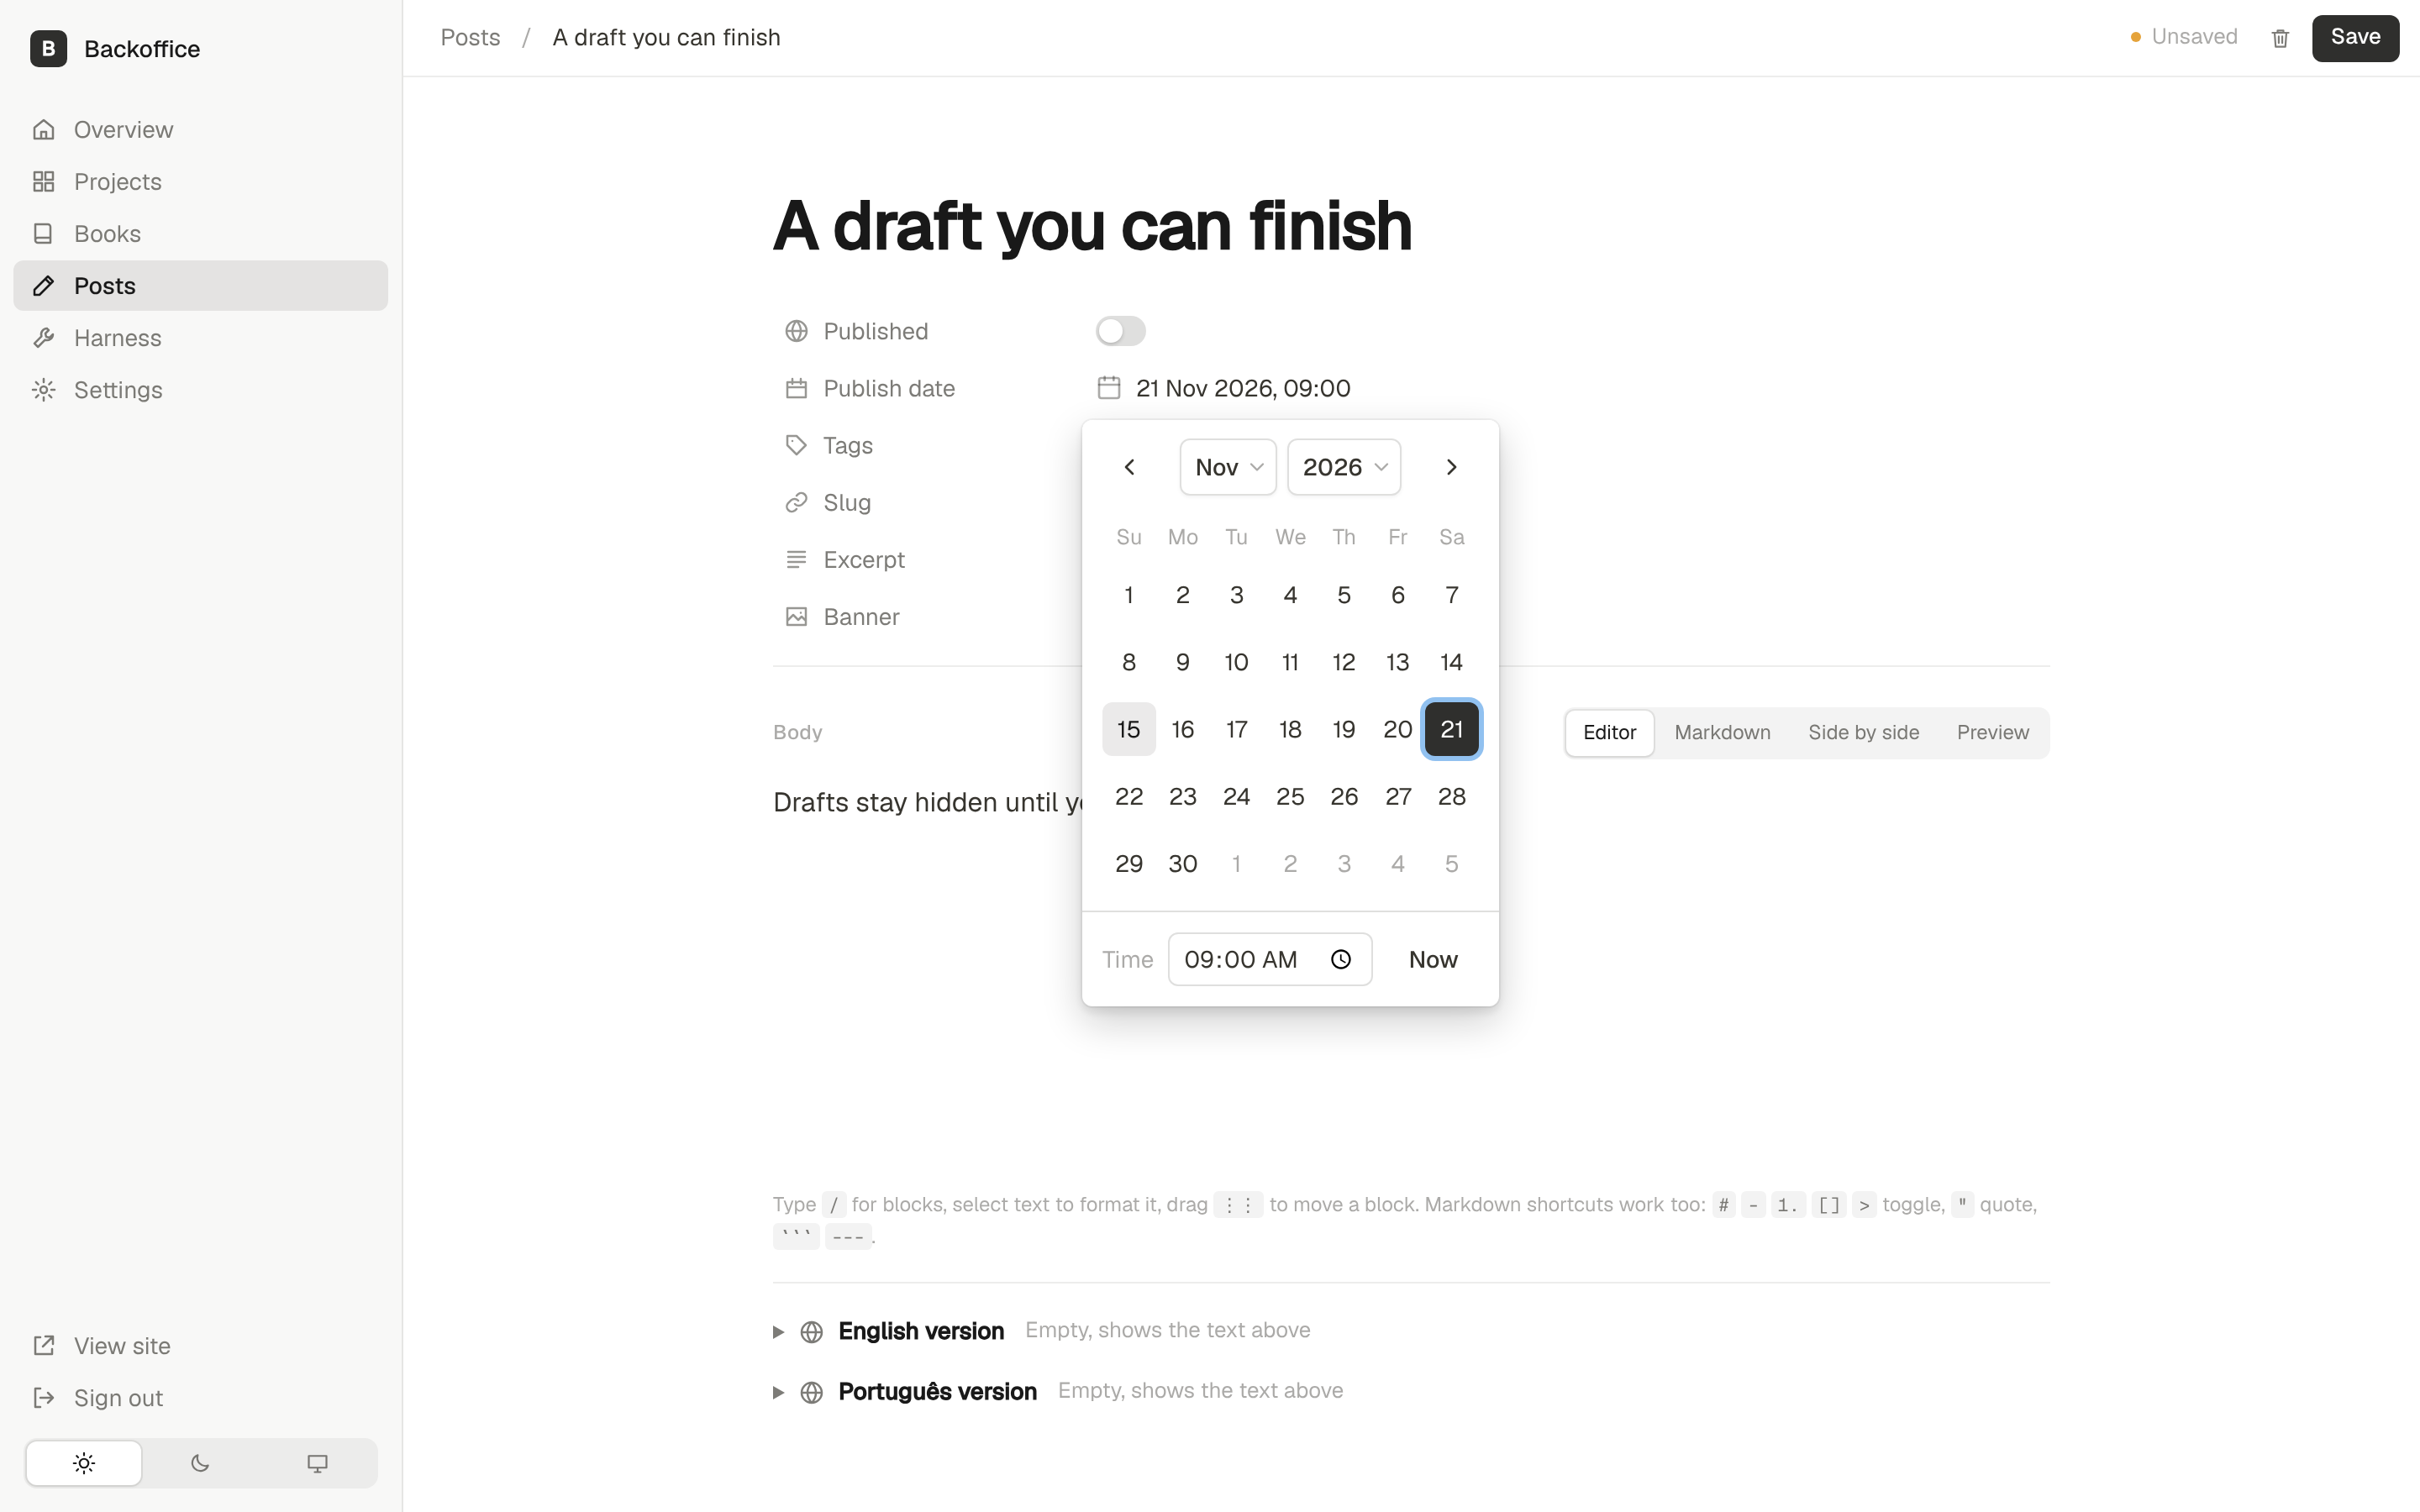 B Backoffice
Posts / A draft you can finish
Unsaved
Save
Overview
Projects
Books
Posts
Harness
Settings
A draft you can finish
Published
Publish date 21 Nov 2026, 09:00
Tags
Slug
Excerpt
Banner
Nov 2026
Su Mo Tu We Th Fr Sa
1 2 3 4 5 6 7
8 9 10 11 12 13 14
15 16 17 18 19 20 21
22 23 24 25 26 27 28
29 30 1 2 3 4 5
Time 09:00 AM Now
Body
Editor Markdown Side by side Preview
Drafts stay hidden until
Type / for blocks, select text to format it, drag ⋮⋮ to move a block. Markdown shortcuts work too: # - 1. [] > toggle, " quote,
``` ---.
English version Empty, shows the text above
Português version Empty, shows the text above
View site
Sign out